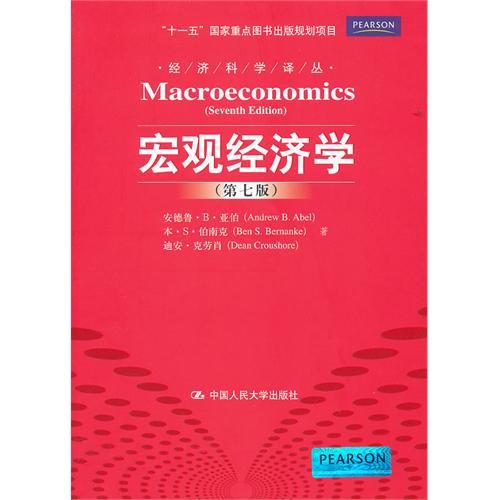 "十一五"国家重点图书出版规划项目
PEARSON
·经/济/科/学/译/丛·
Macroeconomics
(Seventh Edition)
宏观经济学
(第七版)
安德鲁·B·亚伯(Andrew B. Abel)
本·S·伯南克(Ben S. Bernanke) 著
迪安·克劳肖(Dean Croushore)
中国人民大学出版社
PEARSON